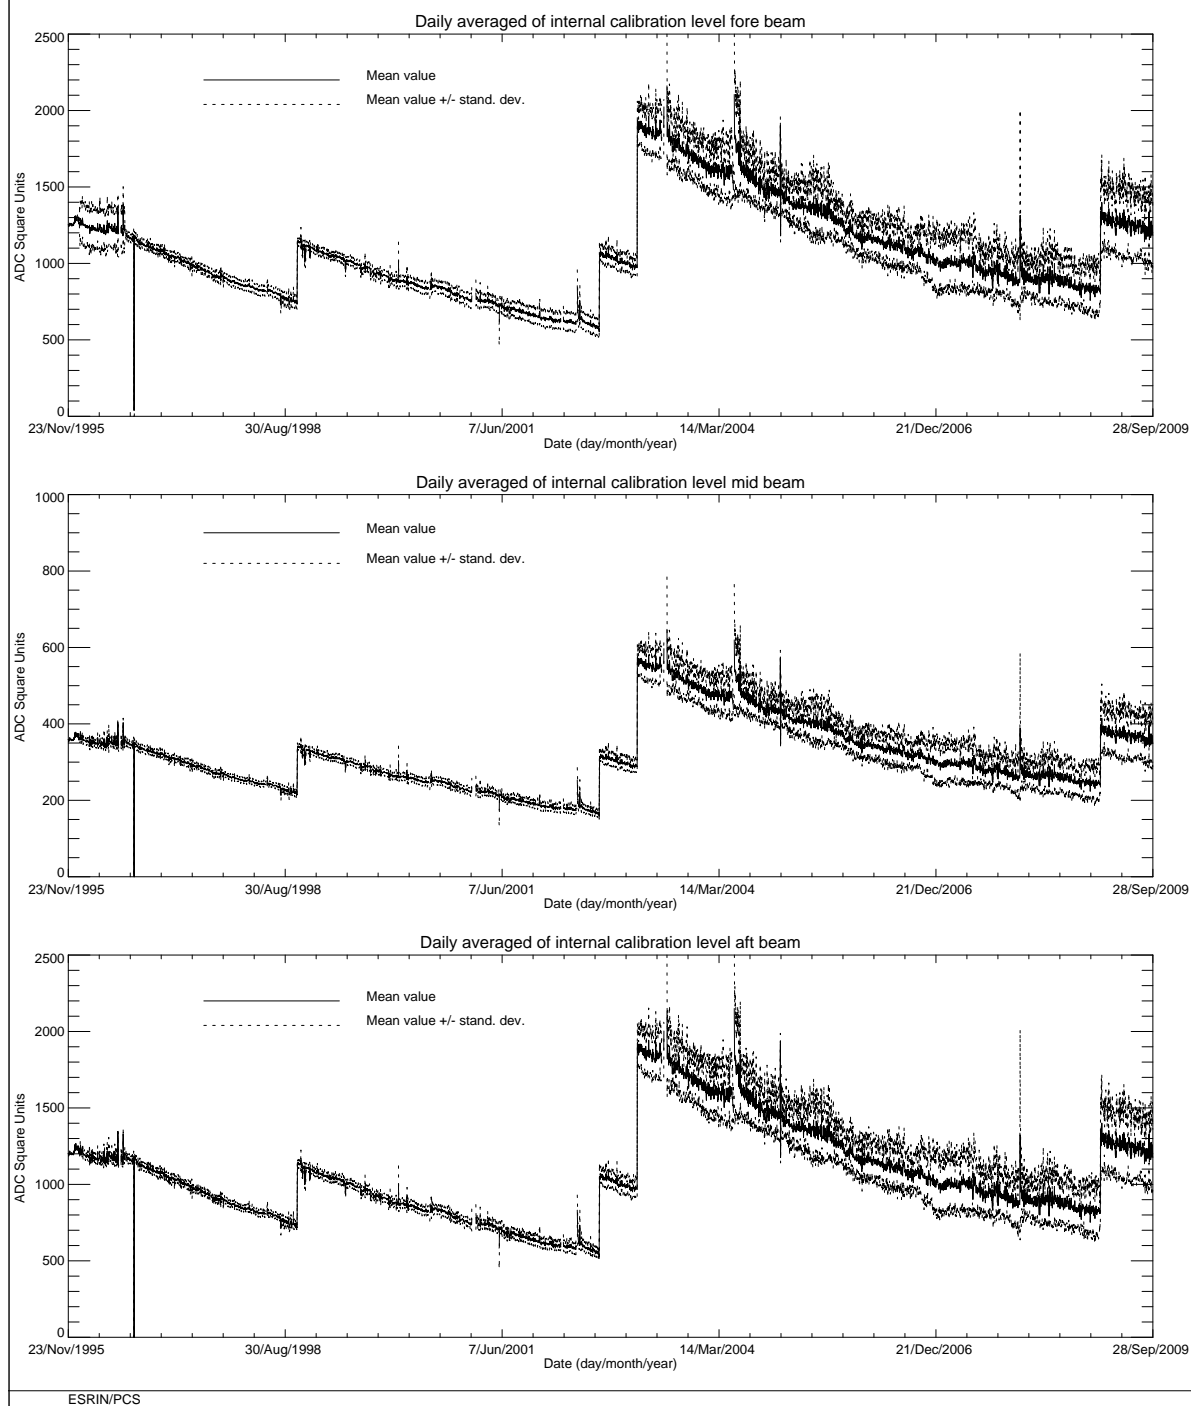 Daily averaged of internal calibration level fore beam
2500
2000
1500
1000
500
0
ADC Square Units
Mean value
Mean value +/- stand. dev.
23/Nov/1995 30/Aug/1998 7/Jun/2001 14/Mar/2004 21/Dec/2006 28/Sep/2009
Date (day/month/year)
Daily averaged of internal calibration level mid beam
1000
800
600
400
200
0
ADC Square Units
Mean value
Mean value +/- stand. dev.
23/Nov/1995 30/Aug/1998 7/Jun/2001 14/Mar/2004 21/Dec/2006 28/Sep/2009
Date (day/month/year)
Daily averaged of internal calibration level aft beam
2500
2000
1500
1000
500
0
ADC Square Units
Mean value
Mean value +/- stand. dev.
23/Nov/1995 30/Aug/1998 7/Jun/2001 14/Mar/2004 21/Dec/2006 28/Sep/2009
Date (day/month/year)
ESRIN/PCS